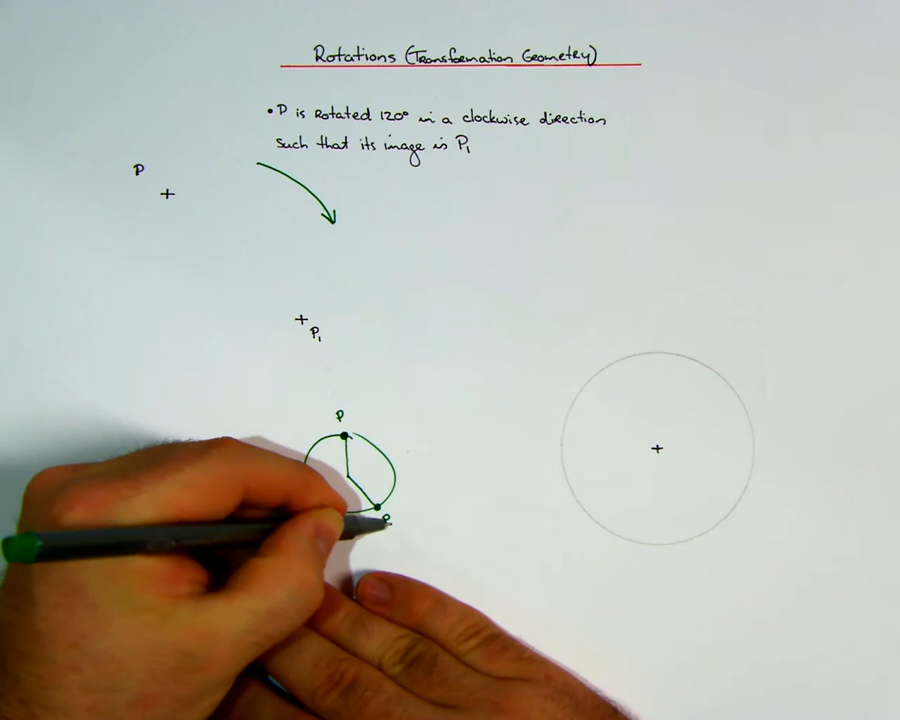 Rotations (Transformation Geometry)
• P is Rotated 120° in a clockwise direction
such that its image is P₁
P
P₁
P
P